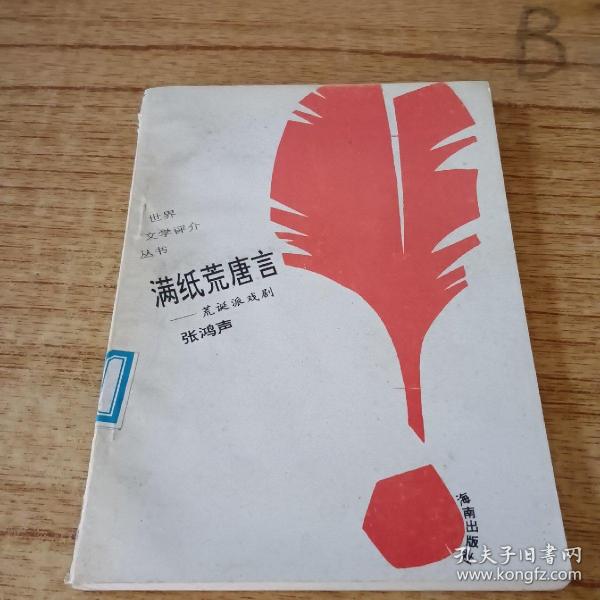 B
世界
文学评介
丛书
满纸荒唐言
——荒诞派戏剧
张鸿声
海南出版社
孔夫子旧书网
www.kongfz.com